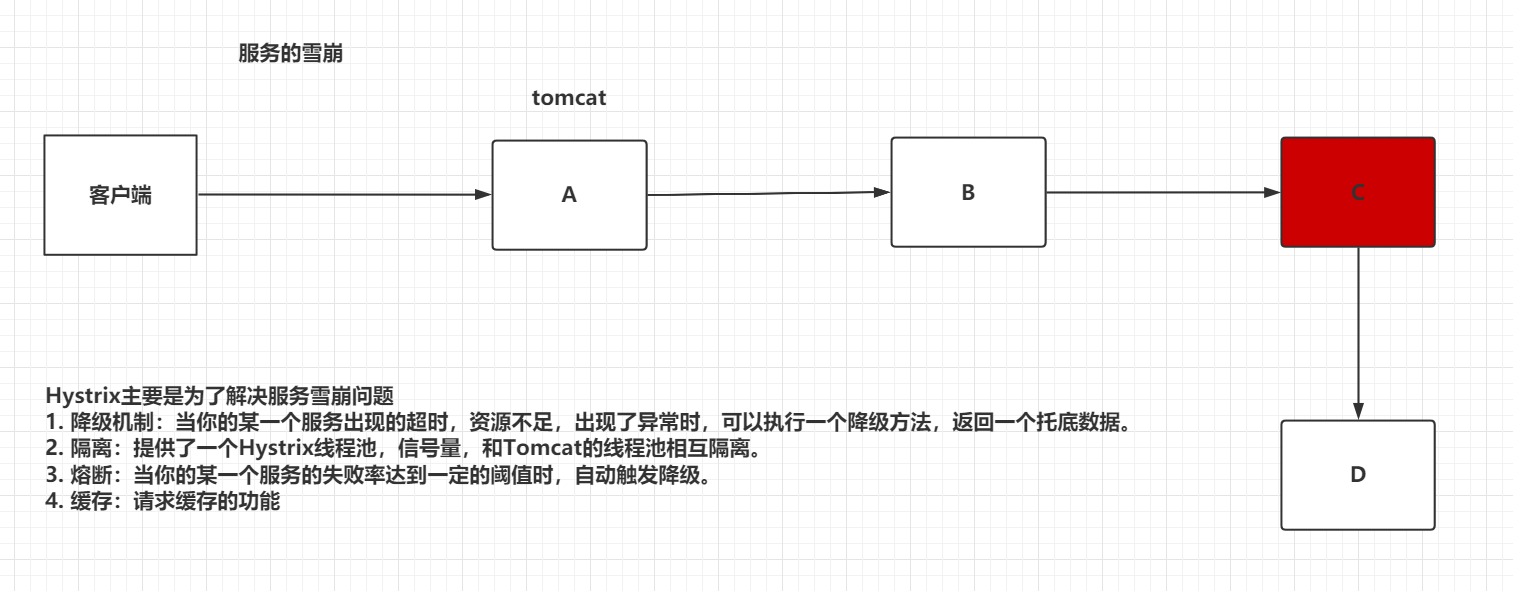 服务的雪崩
tomcat
客户端
A
B
C
D
Hystrix主要是为了解决服务雪崩问题
1. 降级机制：当你的某一个服务出现的超时，资源不足，出现了异常时，可以执行一个降级方法，返回一个托底数据。
2. 隔离：提供了一个Hystrix线程池，信号量，和Tomcat的线程池相互隔离。
3. 熔断：当你的某一个服务的失败率达到一定的阈值时，自动触发降级。
4. 缓存：请求缓存的功能